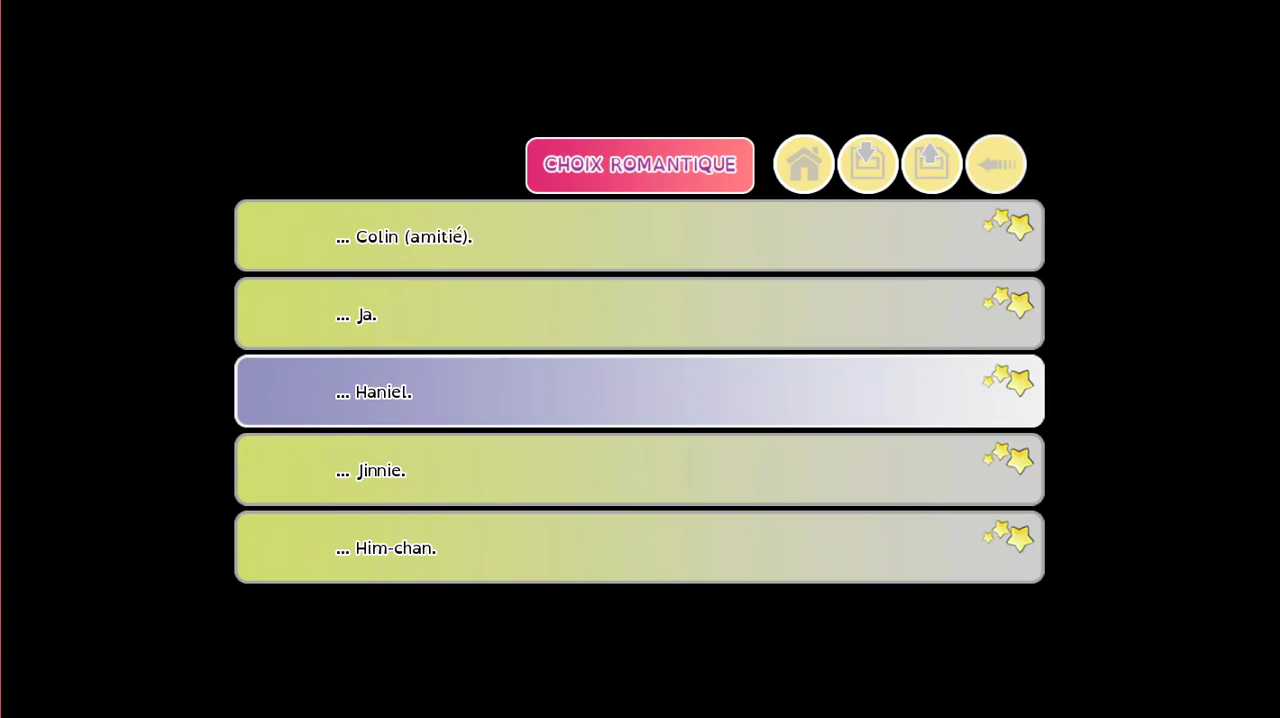 CHOIX ROMANTIQUE
... Colin (amitié).
... Ja.
... Haniel.
... Jinnie.
... Him-chan.